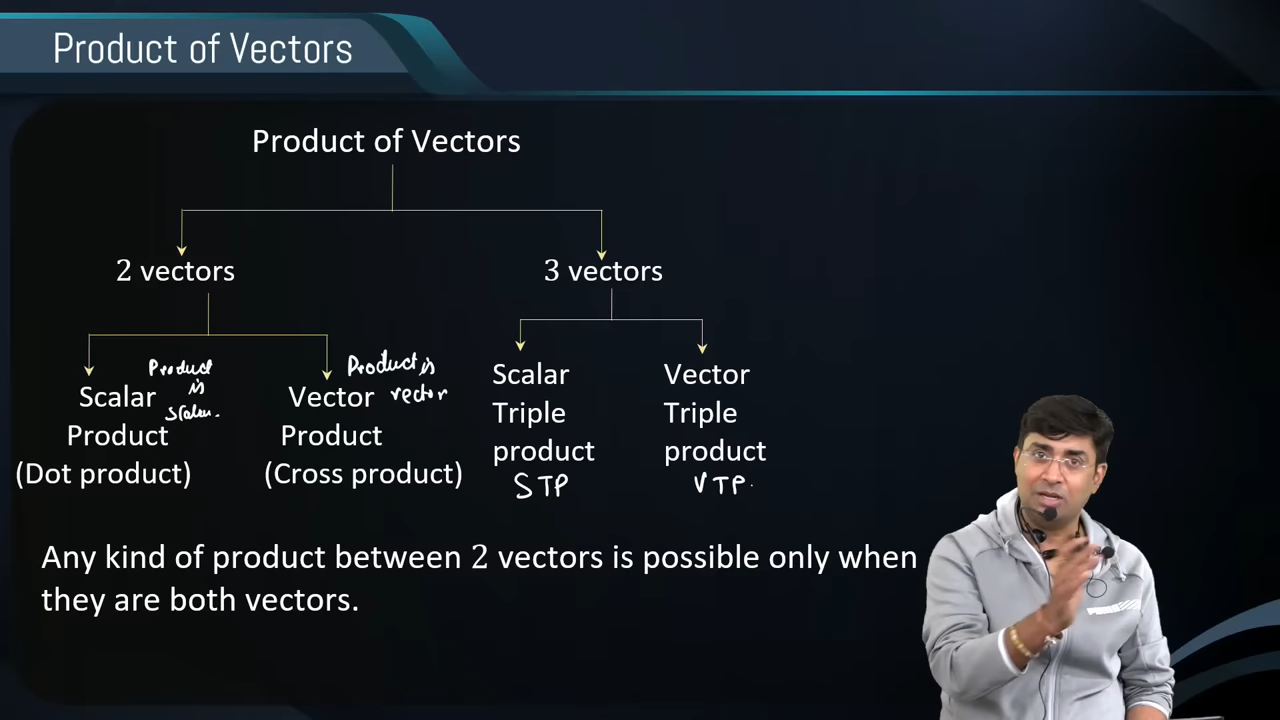 Product of Vectors
Product of Vectors
2 vectors
3 vectors
Scalar
Product
(Dot product)
Product
is
scalar.
Vector
Product
(Cross product)
Product is
vector
Scalar
Triple
product
STP
Vector
Triple
product
VTP
Any kind of product between 2 vectors is possible only when
they are both vectors.